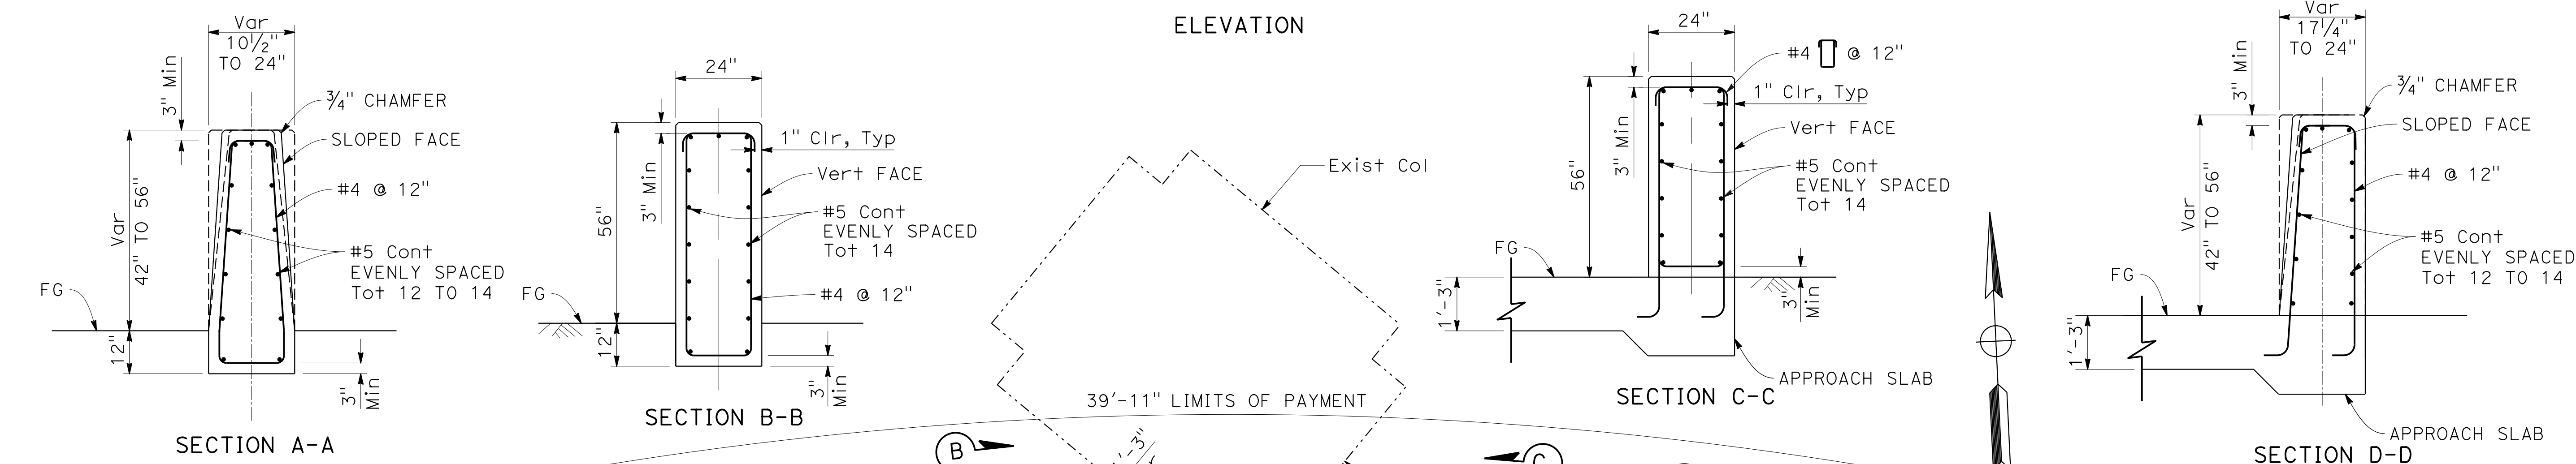 ELEVATION
Var
10½"
TO 24"
3" Min
¾" CHAMFER
SLOPED FACE
#4 @ 12"
Var
42" TO 56"
#5 Cont
EVENLY SPACED
Tot 12 TO 14
FG
12"
3"
Min
SECTION A-A
24"
1" Clr, Typ
Vert FACE
3" Min
56"
#5 Cont
EVENLY SPACED
Tot 14
#4 @ 12"
FG
12"
3"
Min
SECTION B-B
Exist Col
39'-11" LIMITS OF PAYMENT
B
C
24"
#4 @ 12"
1" Clr, Typ
3" Min
Vert FACE
56"
#5 Cont
EVENLY SPACED
Tot 14
FG
1'-3"
3"
Min
APPROACH SLAB
SECTION C-C
Var
17¼"
TO 24"
3" Min
¾" CHAMFER
SLOPED FACE
#4 @ 12"
Var
42" TO 56"
#5 Cont
EVENLY SPACED
Tot 12 TO 14
FG
1'-3"
APPROACH SLAB
SECTION D-D